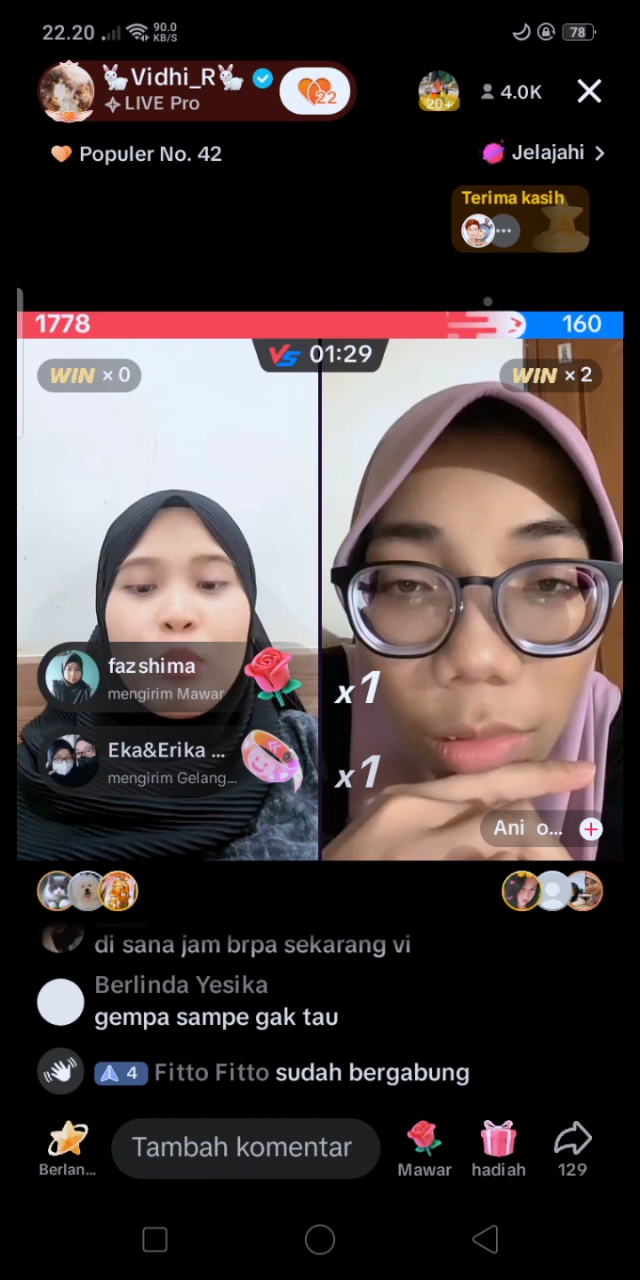 22.20
90.0
KB/S
78
Vidhi_R
LIVE Pro
22
20+
4.0K
Populer No. 42
Jelajahi
Terima kasih
1778
160
VS 01:29
WIN × 0
WIN × 2
fazshima
mengirim Mawar
x1
Eka&Erika ...
mengirim Gelang...
x1
Ani o...
di sana jam brpa sekarang vi
Berlinda Yesika
gempa sampe gak tau
4 Fitto Fitto sudah bergabung
Berlan...
Tambah komentar
Mawar
hadiah
129